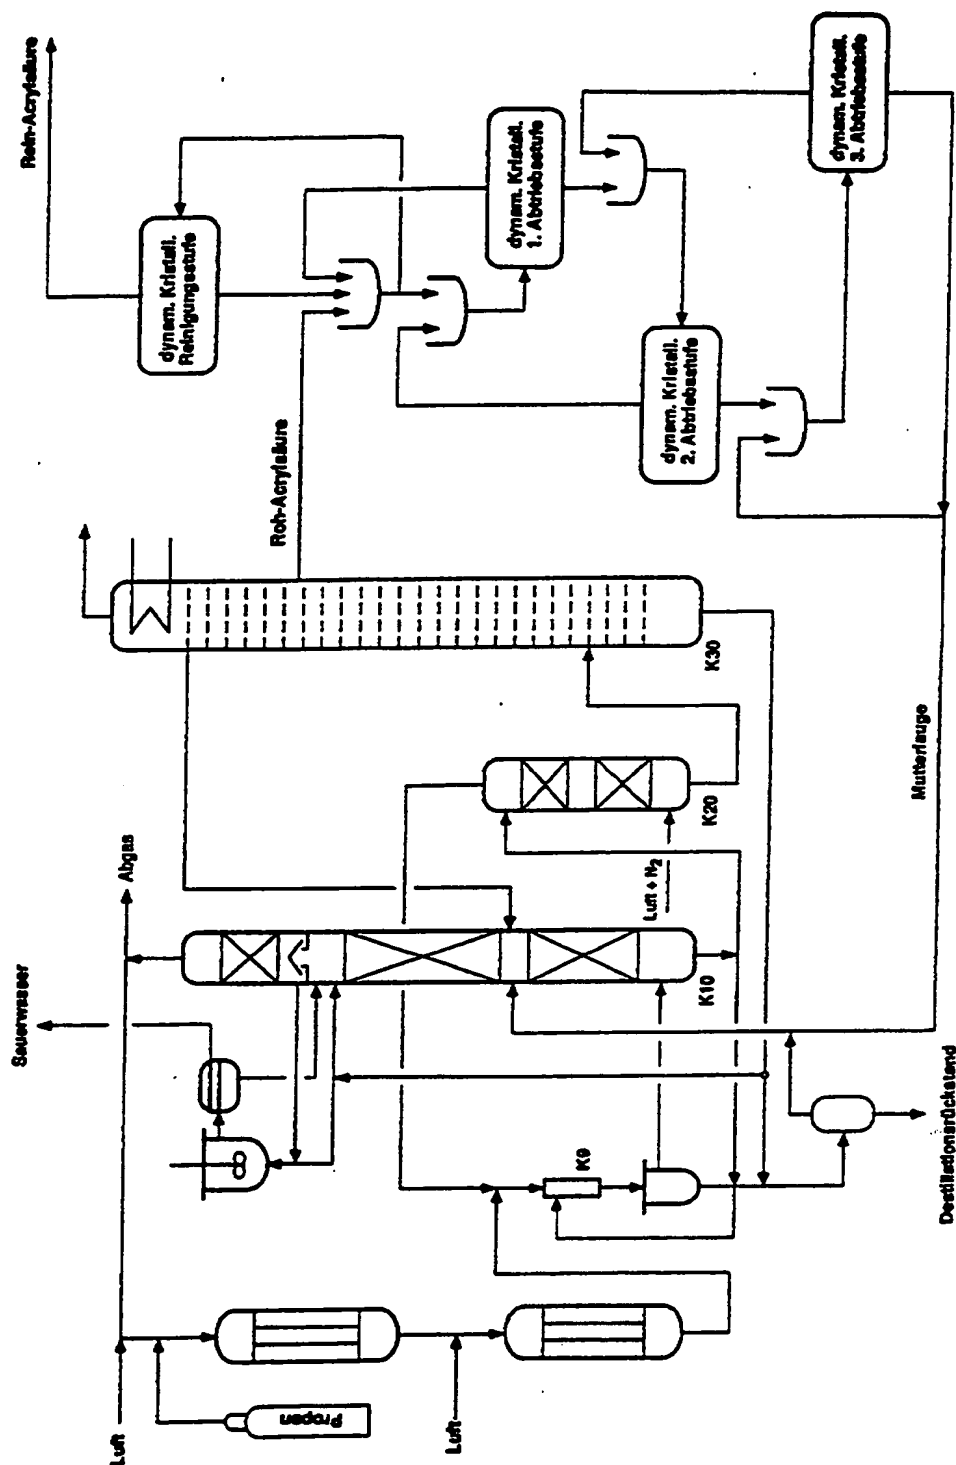 Rein-Acrylsäure
dynam. Kristall.
Reinigungsstufe
dynam. Kristall.
1. Abtriebsstufe
dynam. Kristall.
2. Abtriebsstufe
dynam. Kristall.
3. Abtriebsstufe
Roh-Acrylsäure
K30
Mutterlauge
K20
Luft + N₂
Abgas
K10
Sauerwasser
K9
Destillationsrückstand
Luft
Propen
Luft